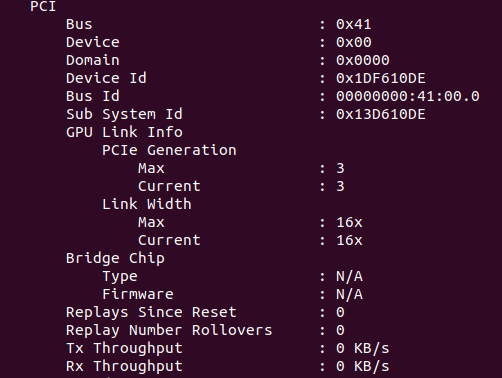 PCI
Bus : 0x41
Device : 0x00
Domain : 0x0000
Device Id : 0x1DF610DE
Bus Id : 00000000:41:00.0
Sub System Id : 0x13D610DE
GPU Link Info
PCIe Generation
Max : 3
Current : 3
Link Width
Max : 16x
Current : 16x
Bridge Chip
Type : N/A
Firmware : N/A
Replays Since Reset : 0
Replay Number Rollovers : 0
Tx Throughput : 0 KB/s
Rx Throughput : 0 KB/s